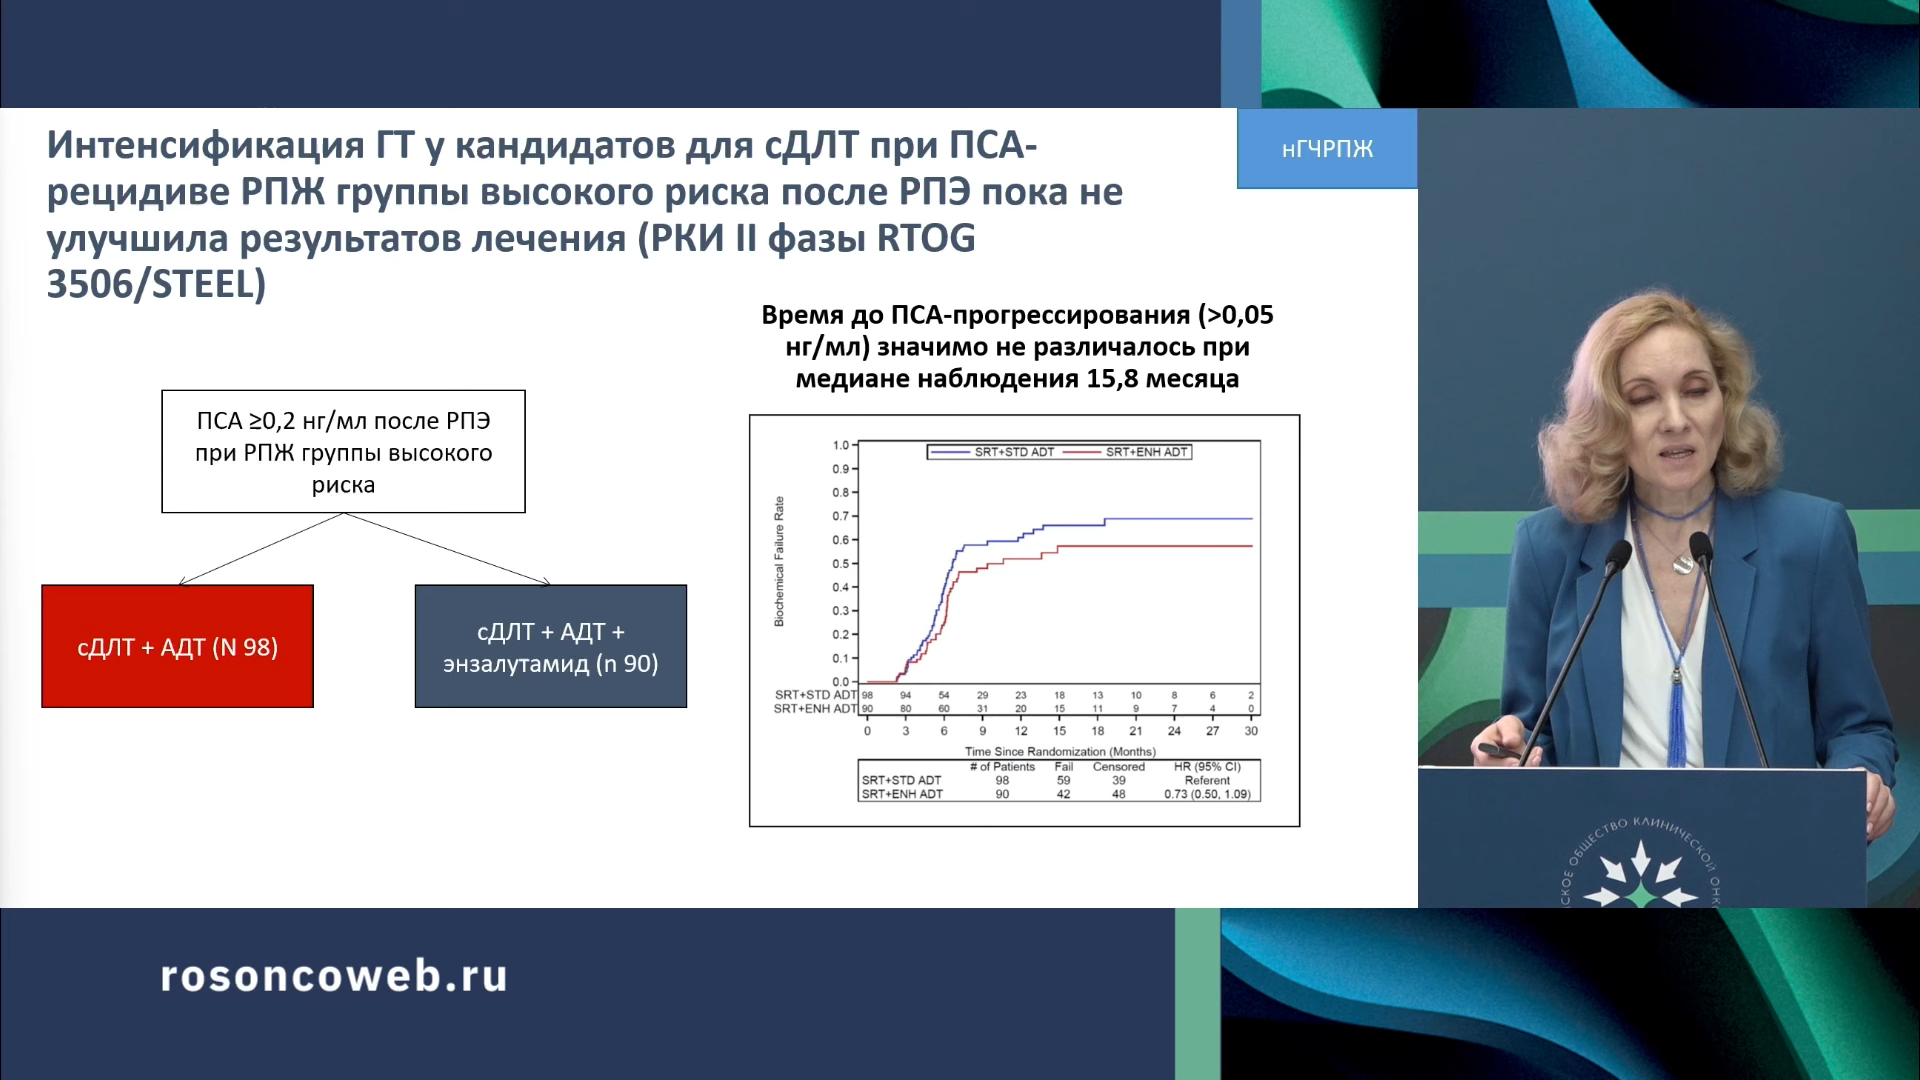 Интенсификация ГТ у кандидатов для сДЛТ при ПСА-
рецидиве РПЖ группы высокого риска после РПЭ пока не
улучшила результатов лечения (РКИ II фазы RTOG
3506/STEEL)
нГЧРПЖ
Время до ПСА-прогрессирования (>0,05
нг/мл) значимо не различалось при
медиане наблюдения 15,8 месяца
ПСА ≥0,2 нг/мл после РПЭ
при РПЖ группы высокого
риска
сДЛТ + АДТ (N 98)
сДЛТ + АДТ +
энзалутамид (n 90)
SRT+STD ADT SRT+ENH ADT
Biochemical Failure Rate
1.0
0.9
0.8
0.7
0.6
0.5
0.4
0.3
0.2
0.1
0.0
SRT+STD ADT 98 94 54 29 23 18 13 10 8 6 2
SRT+ENH ADT 90 80 60 31 20 15 11 9 7 4 0
0 3 6 9 12 15 18 21 24 27 30
Time Since Randomization (Months)
# of Patients Fail Censored HR (95% CI)
SRT+STD ADT 98 59 39 Referent
SRT+ENH ADT 90 42 48 0.73 (0.50, 1.09)
СКОЕ ОБЩЕСТВО КЛИНИЧЕСКОЙ ОНКО
rosoncoweb.ru